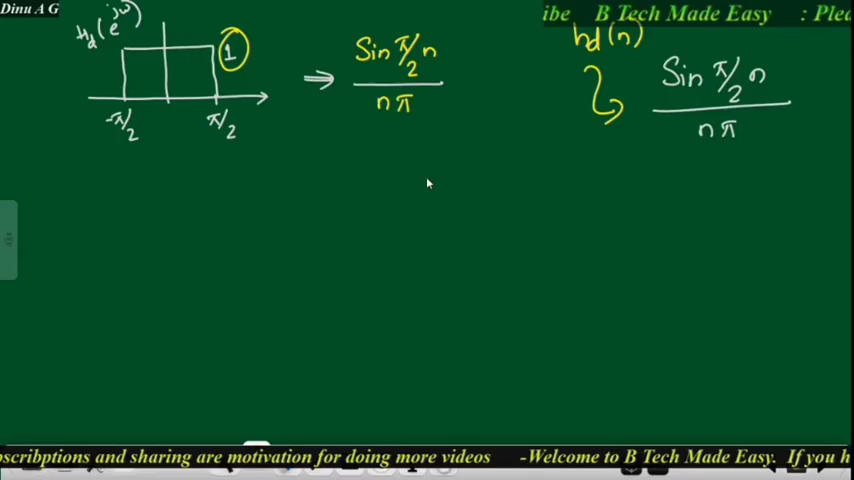 Dinu A G
ibe B Tech Made Easy : Plea
Hd(e^jω)
1
-π/2
π/2
⇒ Sin π/2 n
nπ
hd(n)
Sin π/2 n
nπ
oscribptions and sharing are motivation for doing more videos -Welcome to B Tech Made Easy. If you h